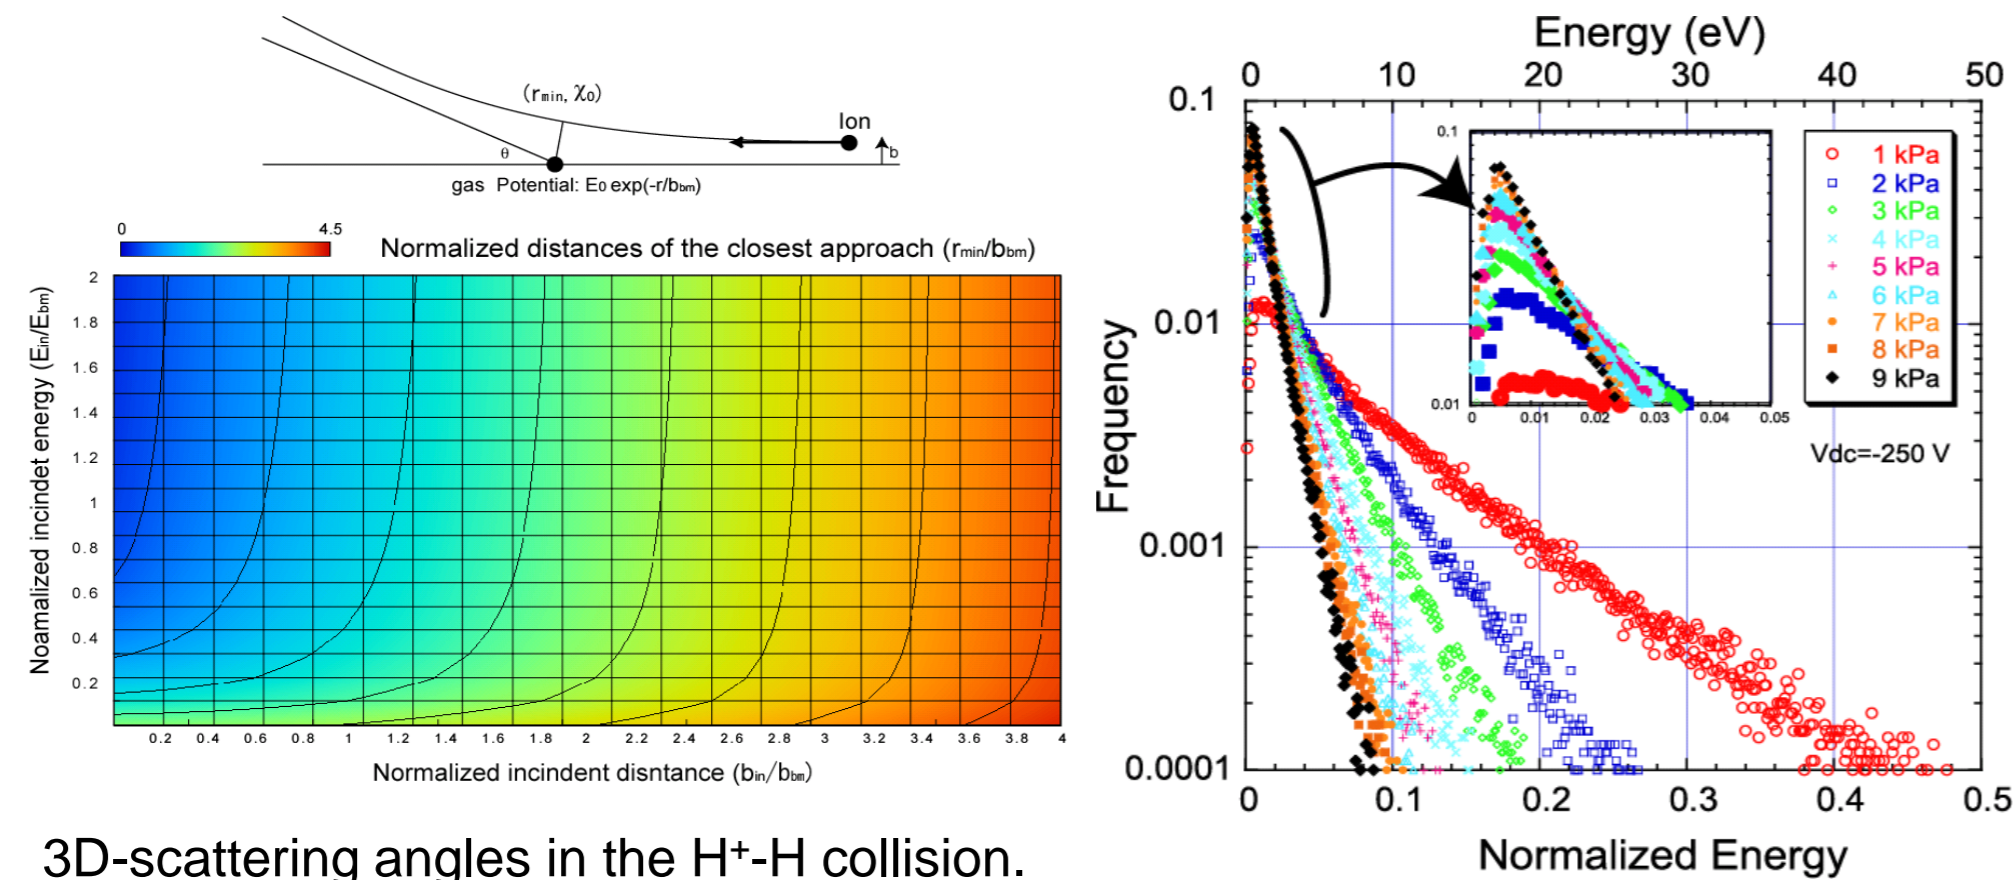 (rmin, χ0)
Ion
b
θ
gas Potential: E0 exp(-r/bbm)
0 4.5
Normalized distances of the closest approach (rmin/bbm)
Noamalized incindet energy (Ein/Ebm)
2
1.8
1.6
1.4
1.2
1
0.8
0.6
0.4
0.2
0.2 0.4 0.6 0.8 1 1.2 1.4 1.6 1.8 2 2.2 2.4 2.6 2.8 3 3.2 3.4 3.6 3.8 4
Normalized incindent disntance (bin/bbm)
3D-scattering angles in the H+-H collision.
Energy (eV)
0 10 20 30 40 50
Frequency
0.1
0.01
0.001
0.0001
0 0.1 0.2 0.3 0.4 0.5
Normalized Energy
0.1
0.01
0 0.01 0.02 0.03 0.04 0.05
1 kPa
2 kPa
3 kPa
4 kPa
5 kPa
6 kPa
7 kPa
8 kPa
9 kPa
Vdc=-250 V